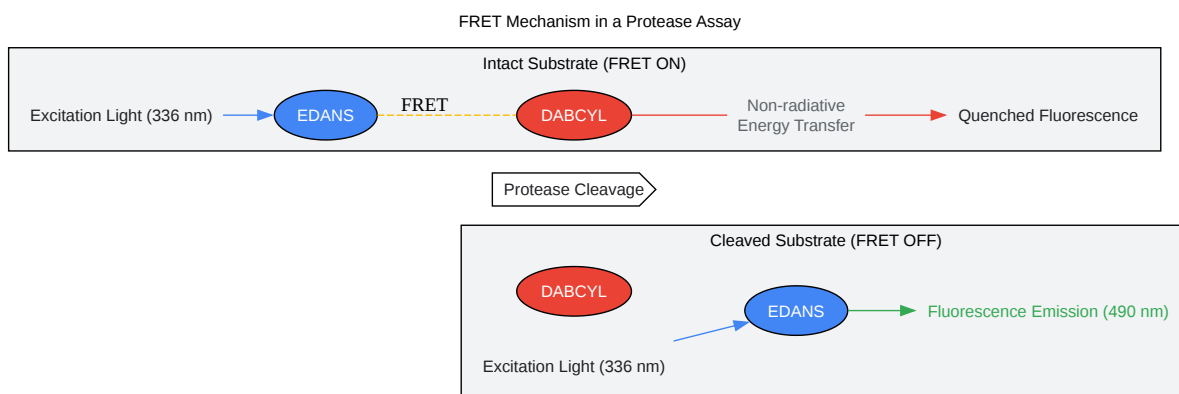 FRET Mechanism in a Protease Assay
Intact Substrate (FRET ON)
Excitation Light (336 nm)
EDANS
FRET
DABCYL
Non-radiative
Energy Transfer
Quenched Fluorescence
Protease Cleavage
Cleaved Substrate (FRET OFF)
DABCYL
EDANS
Fluorescence Emission (490 nm)
Excitation Light (336 nm)